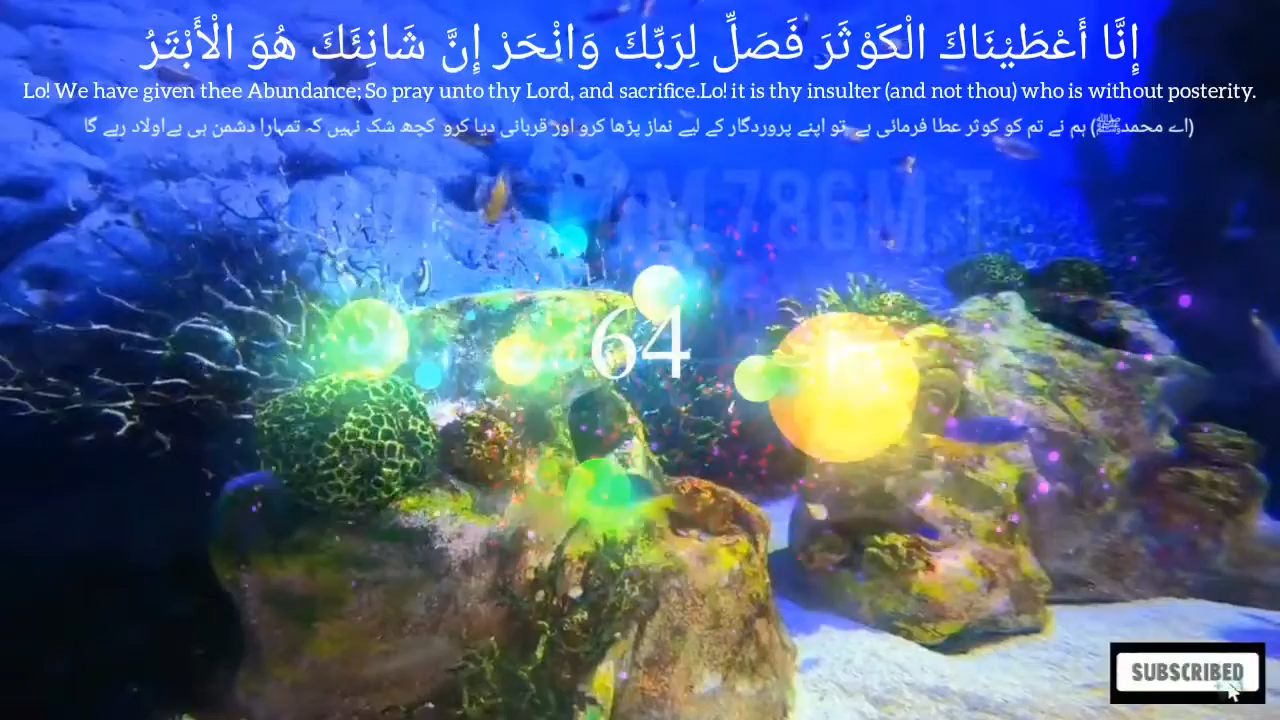 إِنَّا أَعْطَيْنَاكَ الْكَوْثَرَ فَصَلِّ لِرَبِّكَ وَانْحَرْ إِنَّ شَانِئَكَ هُوَ الْأَبْتَرُ
Lo! We have given thee Abundance; So pray unto thy Lord, and sacrifice.Lo! it is thy insulter (and not thou) who is without posterity.
(اے محمدﷺ) ہم نے تم کو کوثر عطا فرمائی ہے تو اپنے پروردگار کے لیے نماز پڑھا کرو اور قربانی دیا کرو کچھ شک نہیں کہ تمہارا دشمن ہی بےاولاد رہے گا
64
SUBSCRIBED